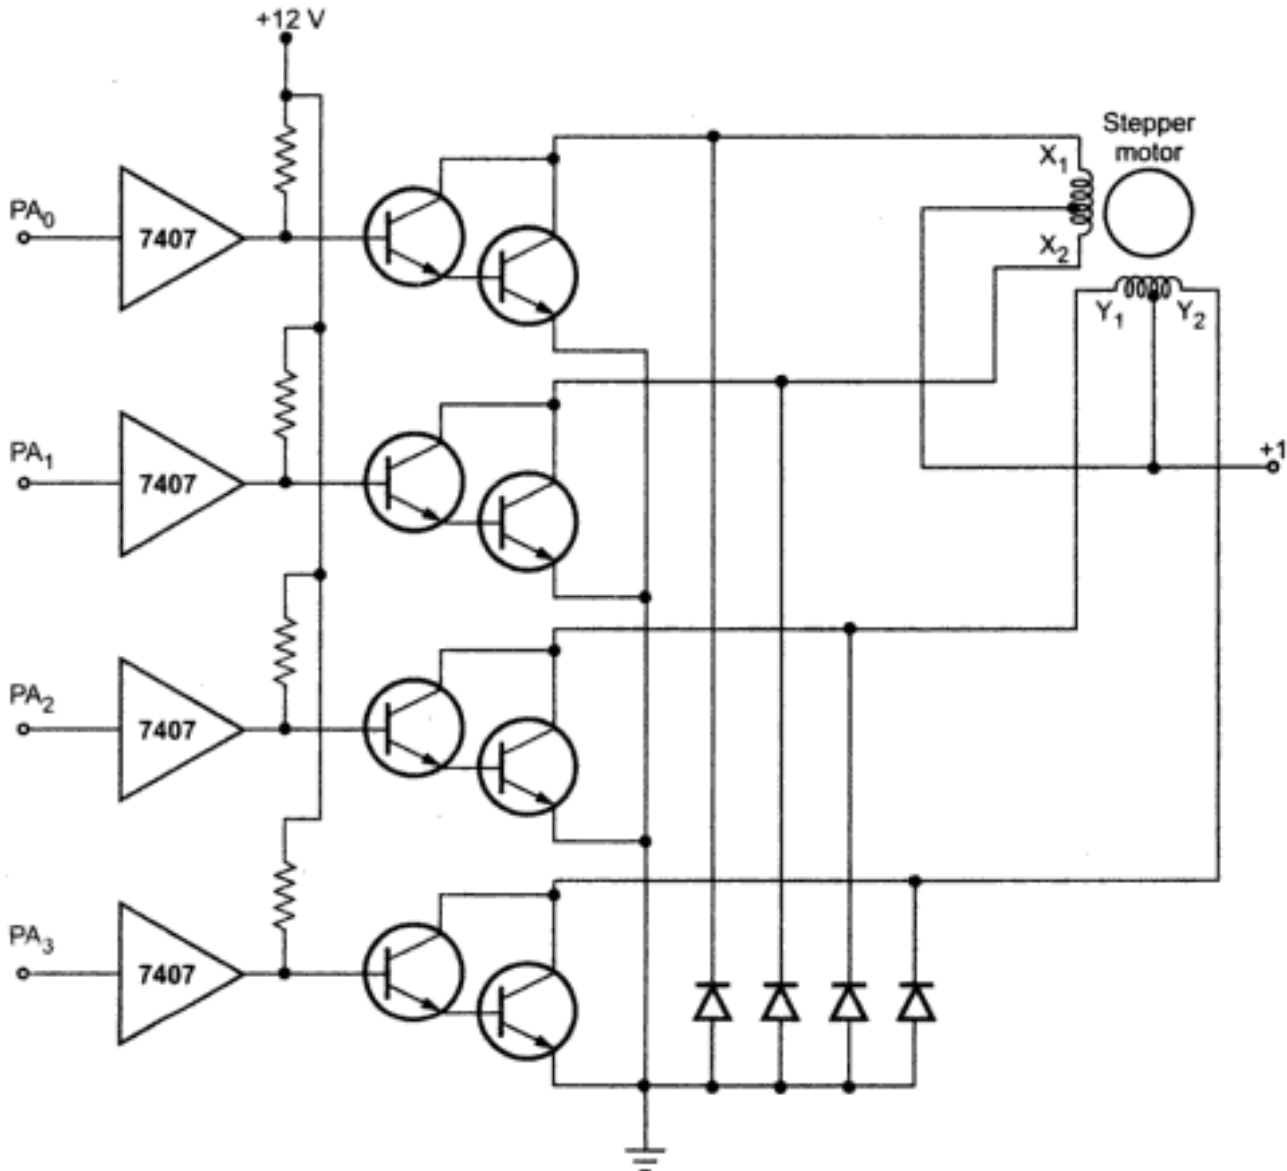 +12 V
Stepper
motor
X₁
PA₀
7407
X₂
Y₁
Y₂
PA₁
7407
+1
PA₂
7407
PA₃
7407